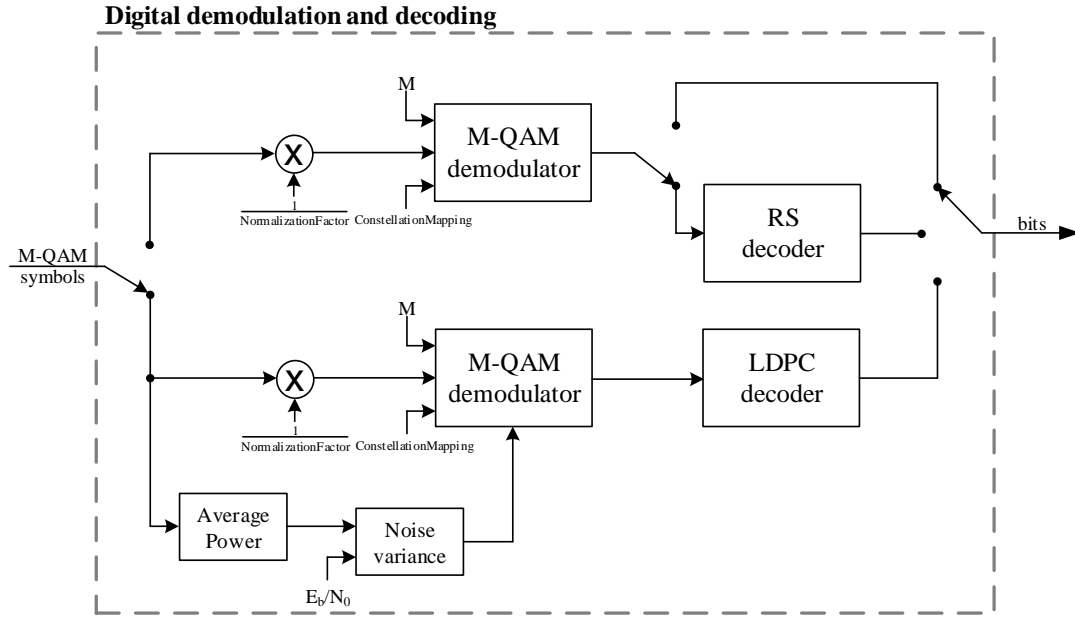 Digital demodulation and decoding
M
M-QAM
demodulator
1
NormalizationFactor
ConstellationMapping
RS
decoder
bits
M-QAM
symbols
M
M-QAM
demodulator
LDPC
decoder
1
NormalizationFactor
ConstellationMapping
Average
Power
Noise
variance
Eb/N0
X
X